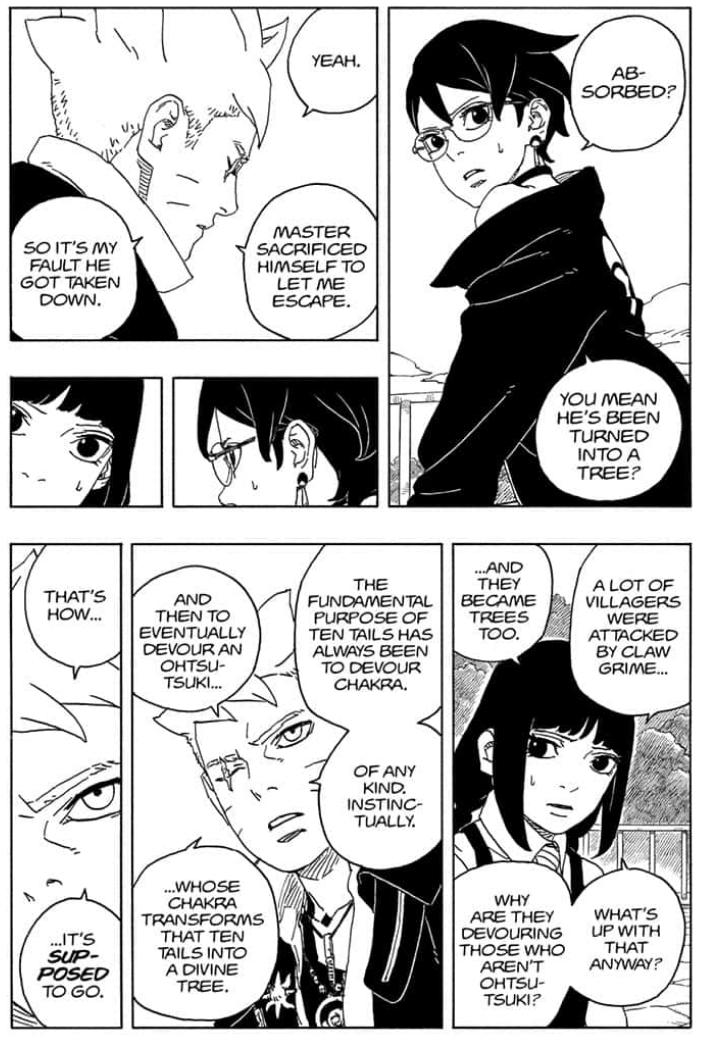 AB-
SORBED?
YOU MEAN
HE'S BEEN
TURNED
INTO A
TREE?
YEAH.
MASTER
SACRIFICED
HIMSELF TO
LET ME
ESCAPE.
SO IT'S MY
FAULT HE
GOT TAKEN
DOWN.
A LOT OF
VILLAGERS
WERE
ATTACKED
BY CLAW
GRIME...
...AND
THEY
BECAME
TREES
TOO.
WHAT'S
UP WITH
THAT
ANYWAY?
WHY
ARE THEY
DEVOURING
THOSE WHO
AREN'T
OHTSU-
TSUKI?
THE
FUNDAMENTAL
PURPOSE OF
TEN TAILS HAS
ALWAYS BEEN
TO DEVOUR
CHAKRA.
OF ANY
KIND.
INSTINC-
TUALLY.
AND
THEN TO
EVENTUALLY
DEVOUR AN
OHTSU-
TSUKI...
...WHOSE
CHAKRA
TRANSFORMS
THAT TEN
TAILS INTO
A DIVINE
TREE.
THAT'S
HOW...
...IT'S
SUP-
POSED
TO GO.